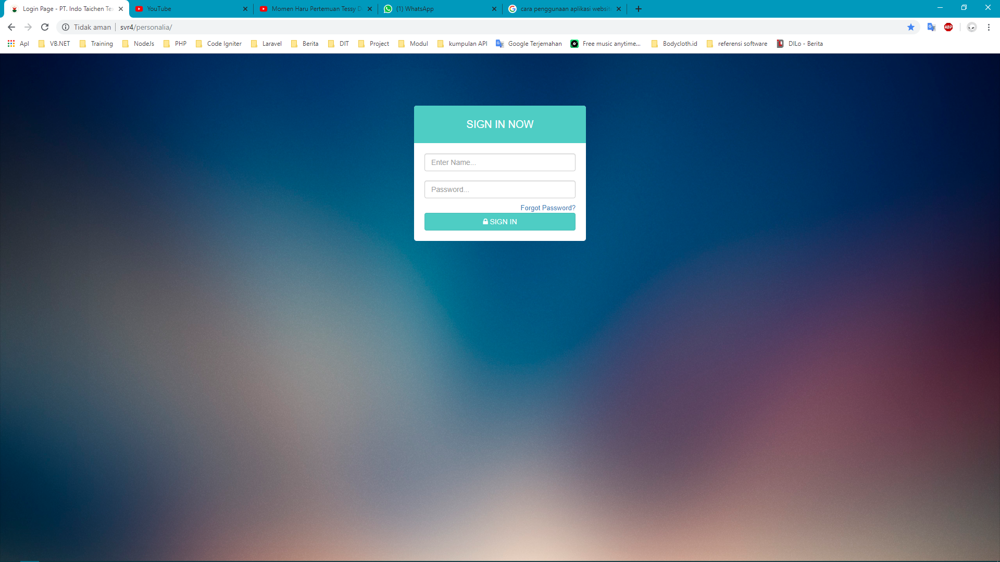 Login Page - PT. Indo Taichen Te
YouTube
Momen Haru Pertemuan Tessy D
(1) WhatsApp
cara penggunaan aplikasi websit
Tidak aman
svr4/personalia/
ABP
Apl
VB.NET
Training
NodeJs
PHP
Code Igniter
Laravel
Berita
DIT
Project
Modul
kumpulan API
Google Terjemahan
Free music anytime...
Bodycloth.id
referensi software
DILo - Berita
SIGN IN NOW
Enter Name...
Password...
Forgot Password?
SIGN IN